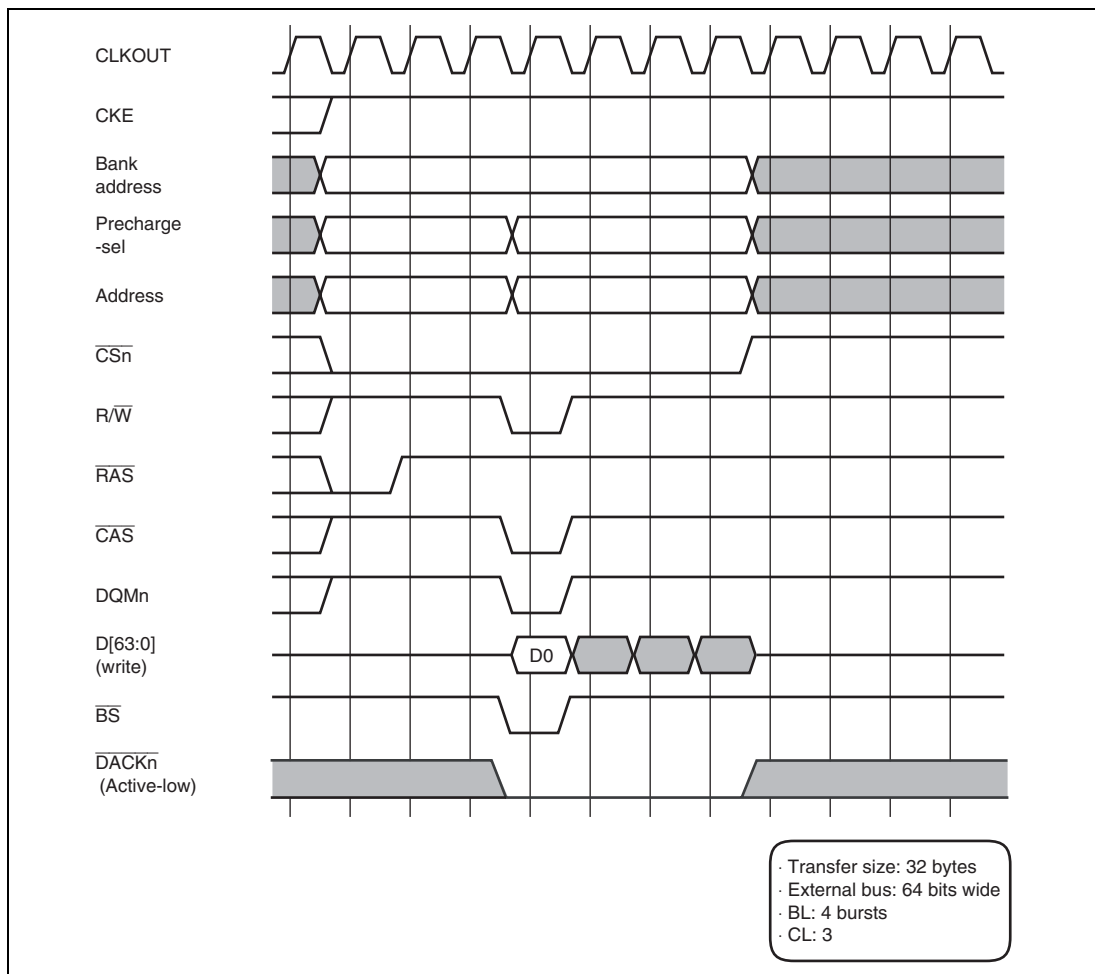 CLKOUT
CKE
Bank
address
Precharge
-sel
Address
CSn
R/W
RAS
CAS
DQMn
D[63:0]
(write)
D0
BS
DACKn
(Active-low)
· Transfer size: 32 bytes
· External bus: 64 bits wide
· BL: 4 bursts
· CL: 3